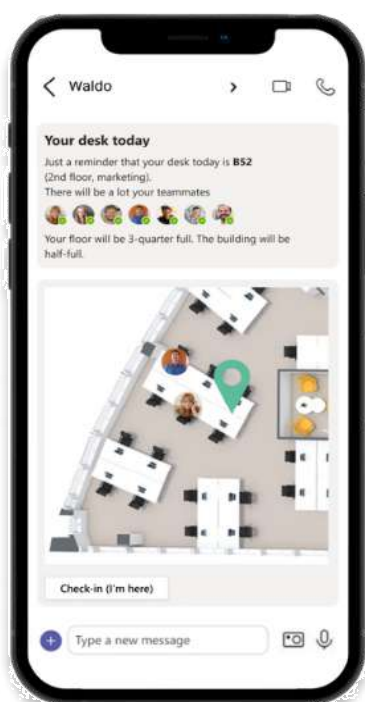 Waldo
Your desk today
Just a reminder that your desk today is B52
(2nd floor, marketing).
There will be a lot your teammates
Your floor will be 3-quarter full. The building will be
half-full.
Check-in (I'm here)
Type a new message